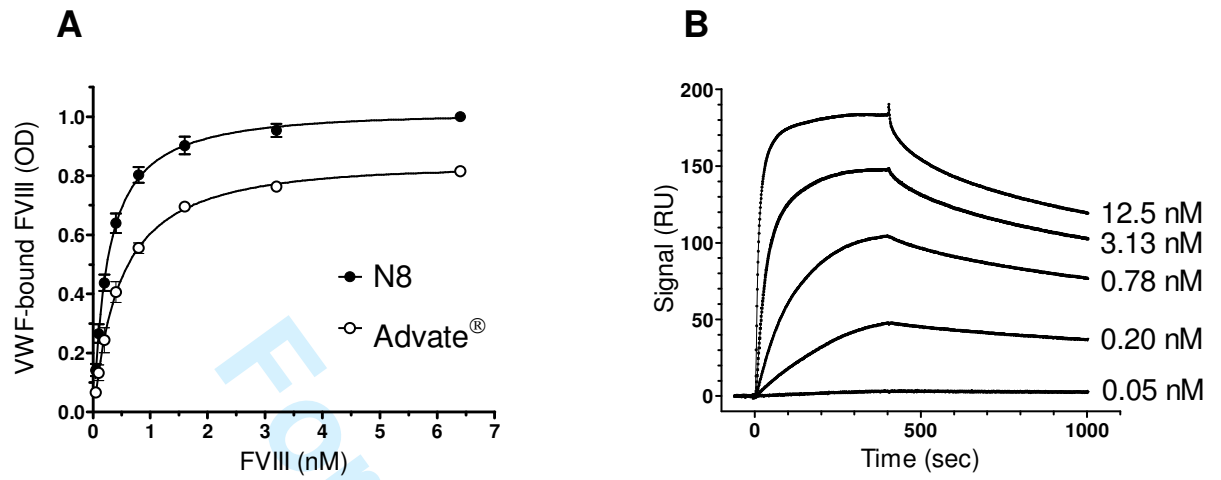 A
VWF-bound FVIII (OD)
1.0
0.8
0.6
0.4
0.2
0.0
0 1 2 3 4 5 6 7
FVIII (nM)
N8
Advate®
For
B
Signal (RU)
200
150
100
50
0
0 500 1000
Time (sec)
12.5 nM
3.13 nM
0.78 nM
0.20 nM
0.05 nM